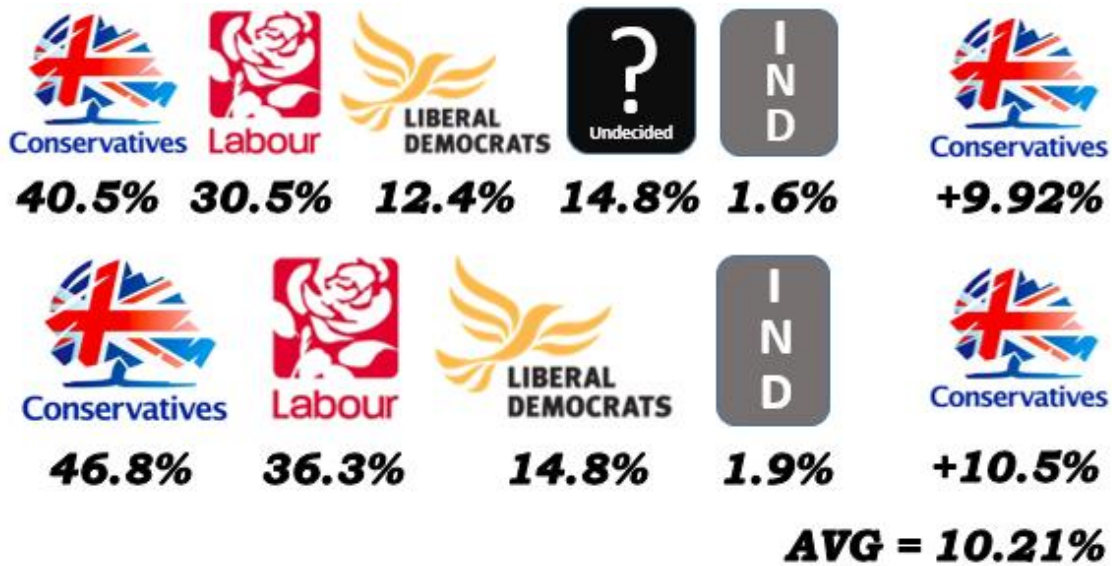 Conservatives Labour LIBERAL DEMOCRATS ? Undecided IND Conservatives
40.5% 30.5% 12.4% 14.8% 1.6% +9.92%
Conservatives Labour LIBERAL DEMOCRATS IND Conservatives
46.8% 36.3% 14.8% 1.9% +10.5%
AVG = 10.21%